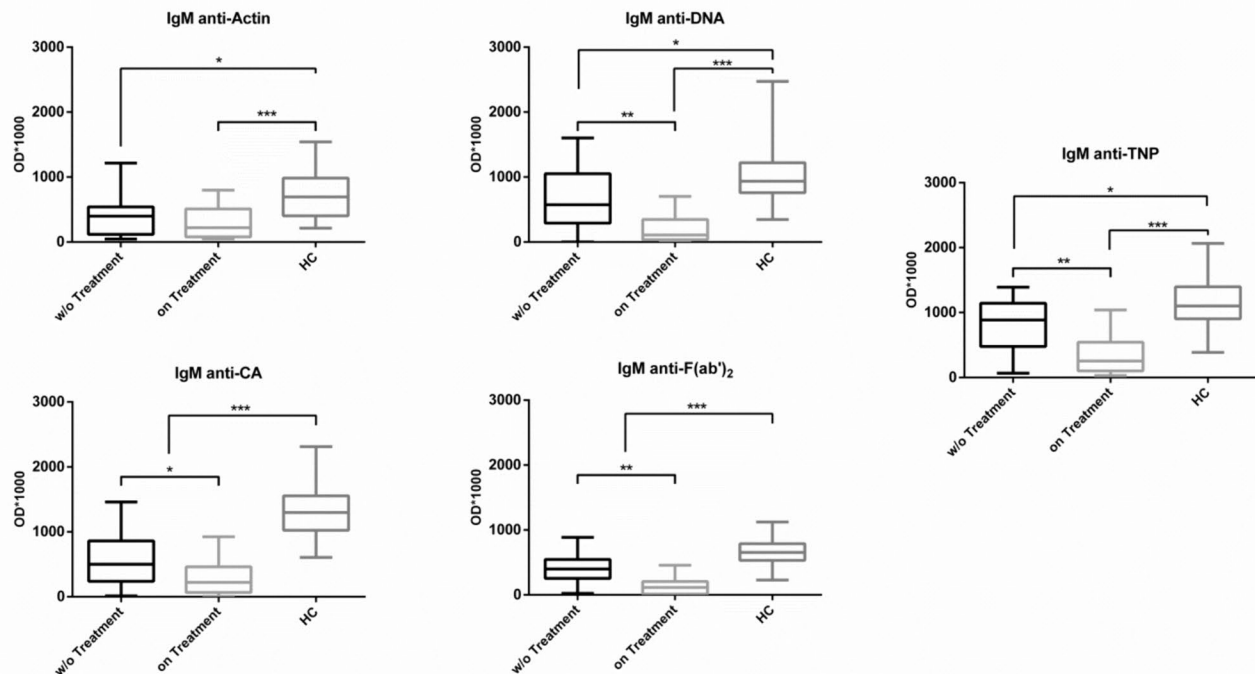 IgM anti-Actin
3000
2000
1000
0
OD*1000
*
***
w/o Treatment
on Treatment
HC
IgM anti-DNA
3000
2000
1000
0
OD*1000
*
***
**
w/o Treatment
on Treatment
HC
IgM anti-TNP
3000
2000
1000
0
OD*1000
*
***
**
w/o Treatment
on Treatment
HC
IgM anti-CA
3000
2000
1000
0
OD*1000
***
*
w/o Treatment
on Treatment
HC
IgM anti-F(ab')₂
3000
2000
1000
0
OD*1000
***
**
w/o Treatment
on Treatment
HC